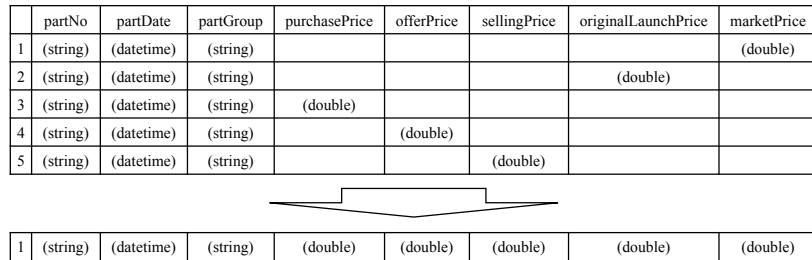 partNo partDate partGroup purchasePrice offerPrice sellingPrice originalLaunchPrice marketPrice
1 (string) (datetime) (string) (double)
2 (string) (datetime) (string) (double)
3 (string) (datetime) (string) (double)
4 (string) (datetime) (string) (double)
5 (string) (datetime) (string) (double)
1 (string) (datetime) (string) (double) (double) (double) (double) (double)